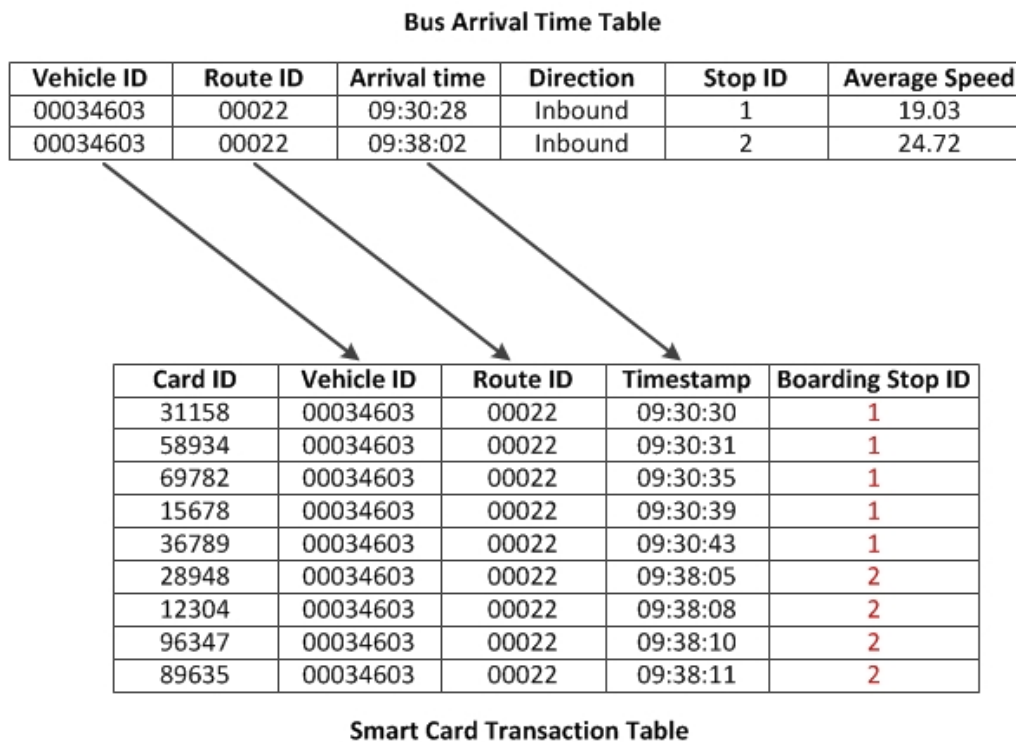 Bus Arrival Time Table
Vehicle ID Route ID Arrival time Direction Stop ID Average Speed
00034603 00022 09:30:28 Inbound 1 19.03
00034603 00022 09:38:02 Inbound 2 24.72
Card ID Vehicle ID Route ID Timestamp Boarding Stop ID
31158 00034603 00022 09:30:30 1
58934 00034603 00022 09:30:31 1
69782 00034603 00022 09:30:35 1
15678 00034603 00022 09:30:39 1
36789 00034603 00022 09:30:43 1
28948 00034603 00022 09:38:05 2
12304 00034603 00022 09:38:08 2
96347 00034603 00022 09:38:10 2
89635 00034603 00022 09:38:11 2
Smart Card Transaction Table